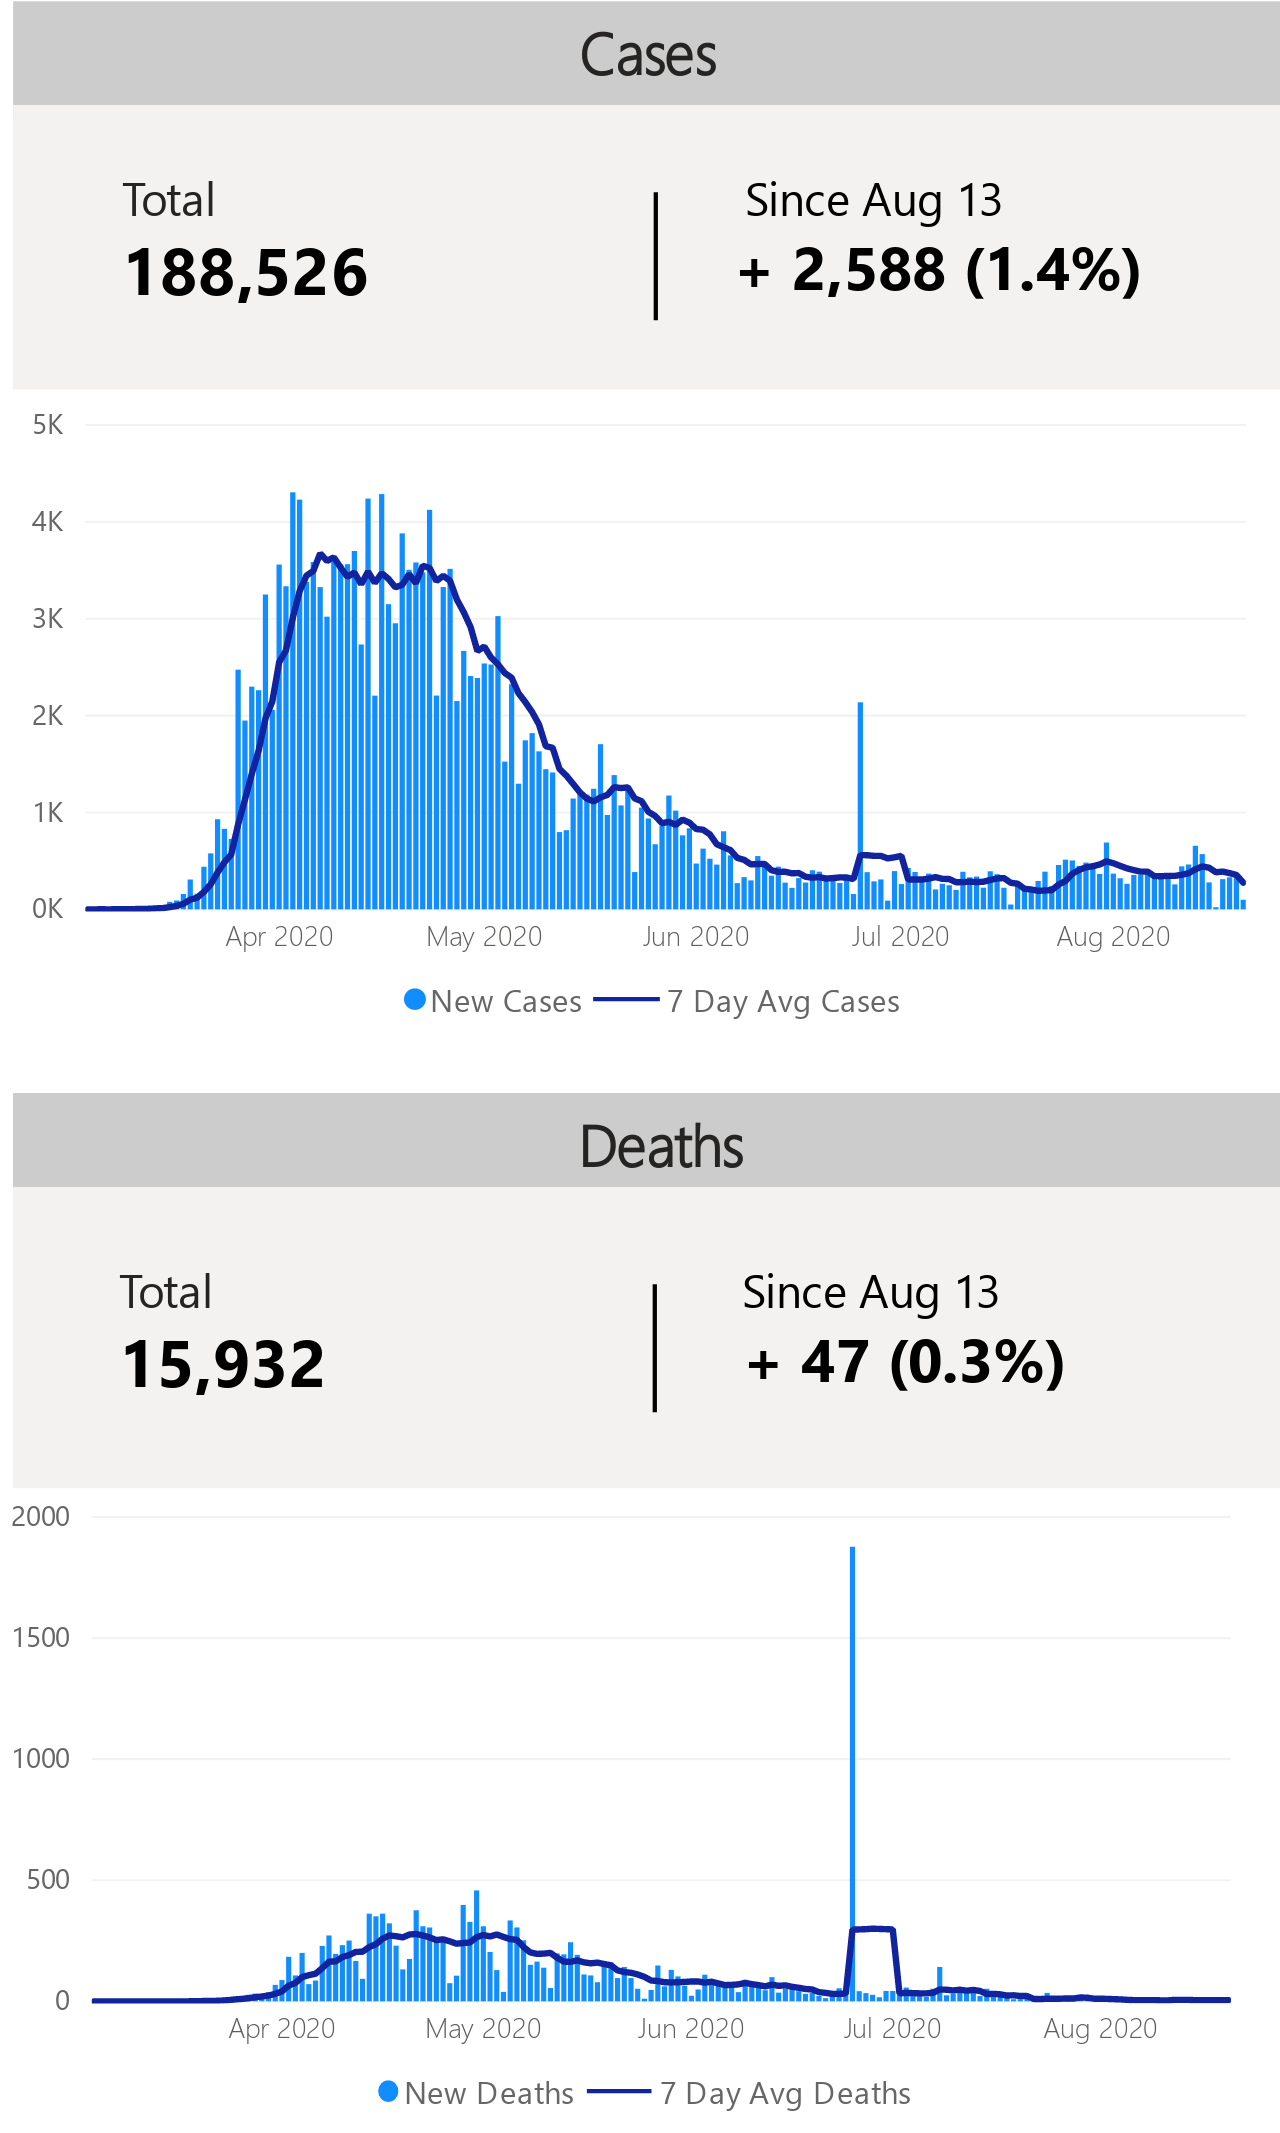 Cases
Total
Since Aug 13
188,526
+ 2,588 (1.4%)
5K
4K
3K
2K
1K
0K
Apr 2020
May 2020
Jun 2020
Jul 2020
Aug 2020
New Cases
7 Day Avg Cases
Deaths
Total
Since Aug 13
15,932
+ 47 (0.3%)
2000
1500
1000
500
0
Apr 2020
May 2020
Jun 2020
Jul 2020
Aug 2020
New Deaths
7 Day Avg Deaths